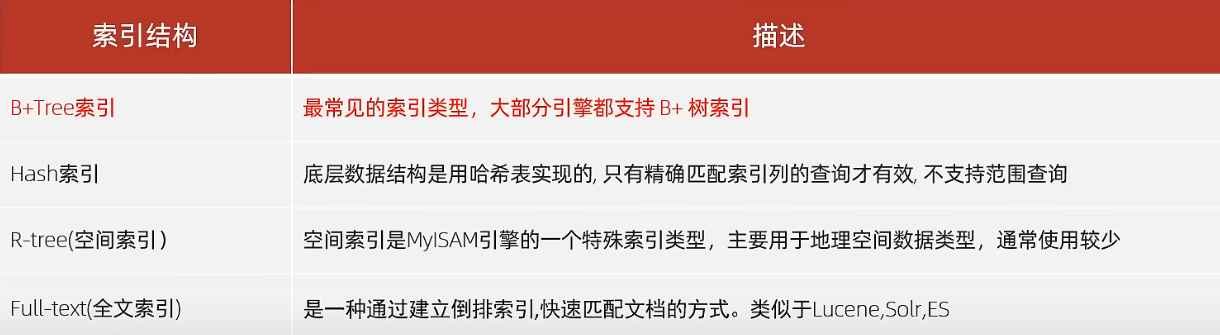 索引结构 描述
B+Tree索引 最常见的索引类型，大部分引擎都支持 B+ 树索引
Hash索引 底层数据结构是用哈希表实现的, 只有精确匹配索引列的查询才有效, 不支持范围查询
R-tree(空间索引） 空间索引是MyISAM引擎的一个特殊索引类型，主要用于地理空间数据类型，通常使用较少
Full-text(全文索引) 是一种通过建立倒排索引,快速匹配文档的方式。类似于Lucene,Solr,ES